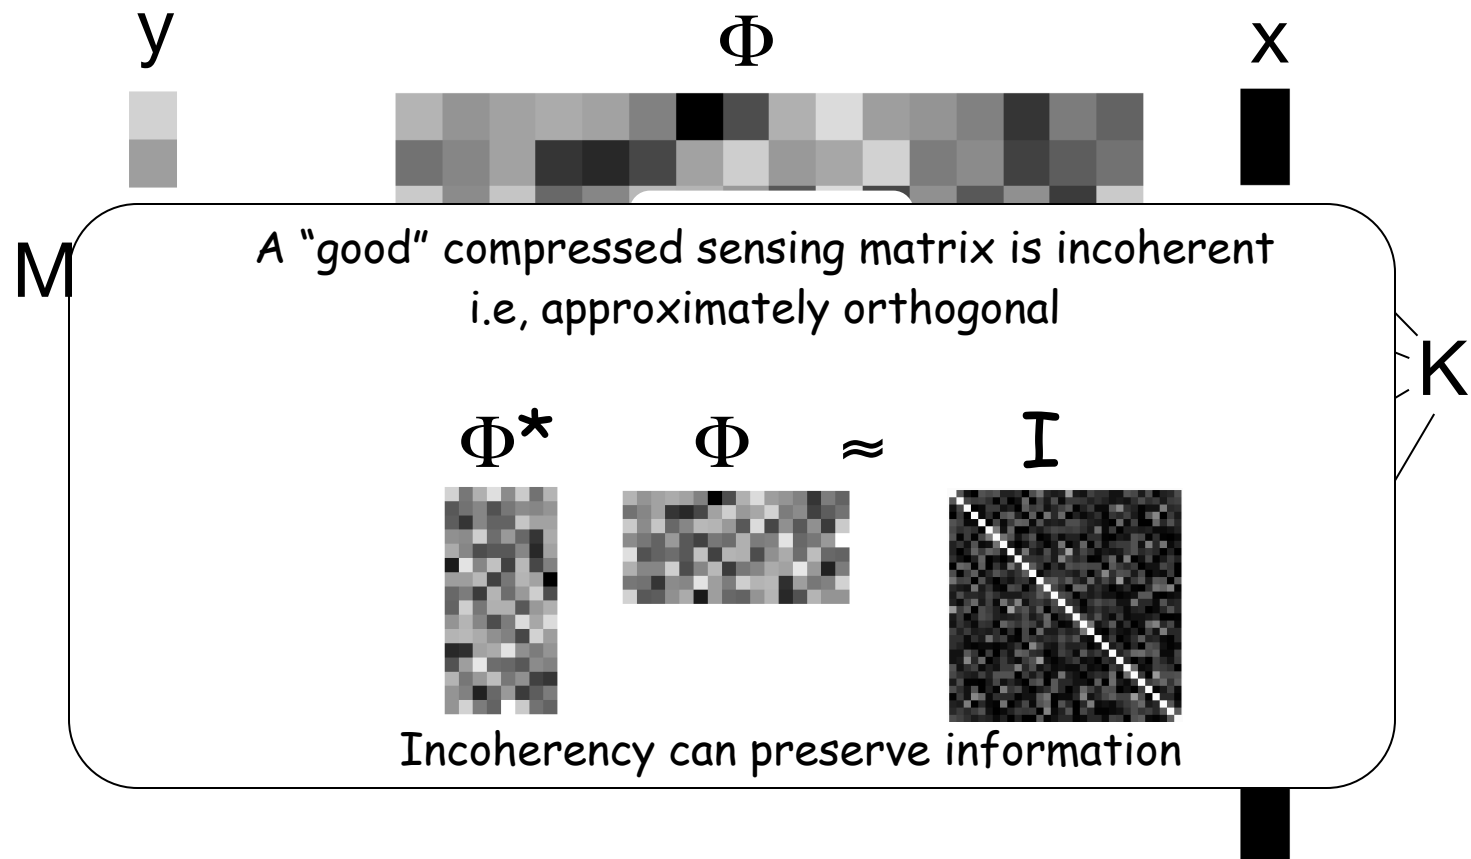 y Φ x
M
A “good” compressed sensing matrix is incoherent
i.e, approximately orthogonal
K
Φ* Φ ≈ I
Incoherency can preserve information